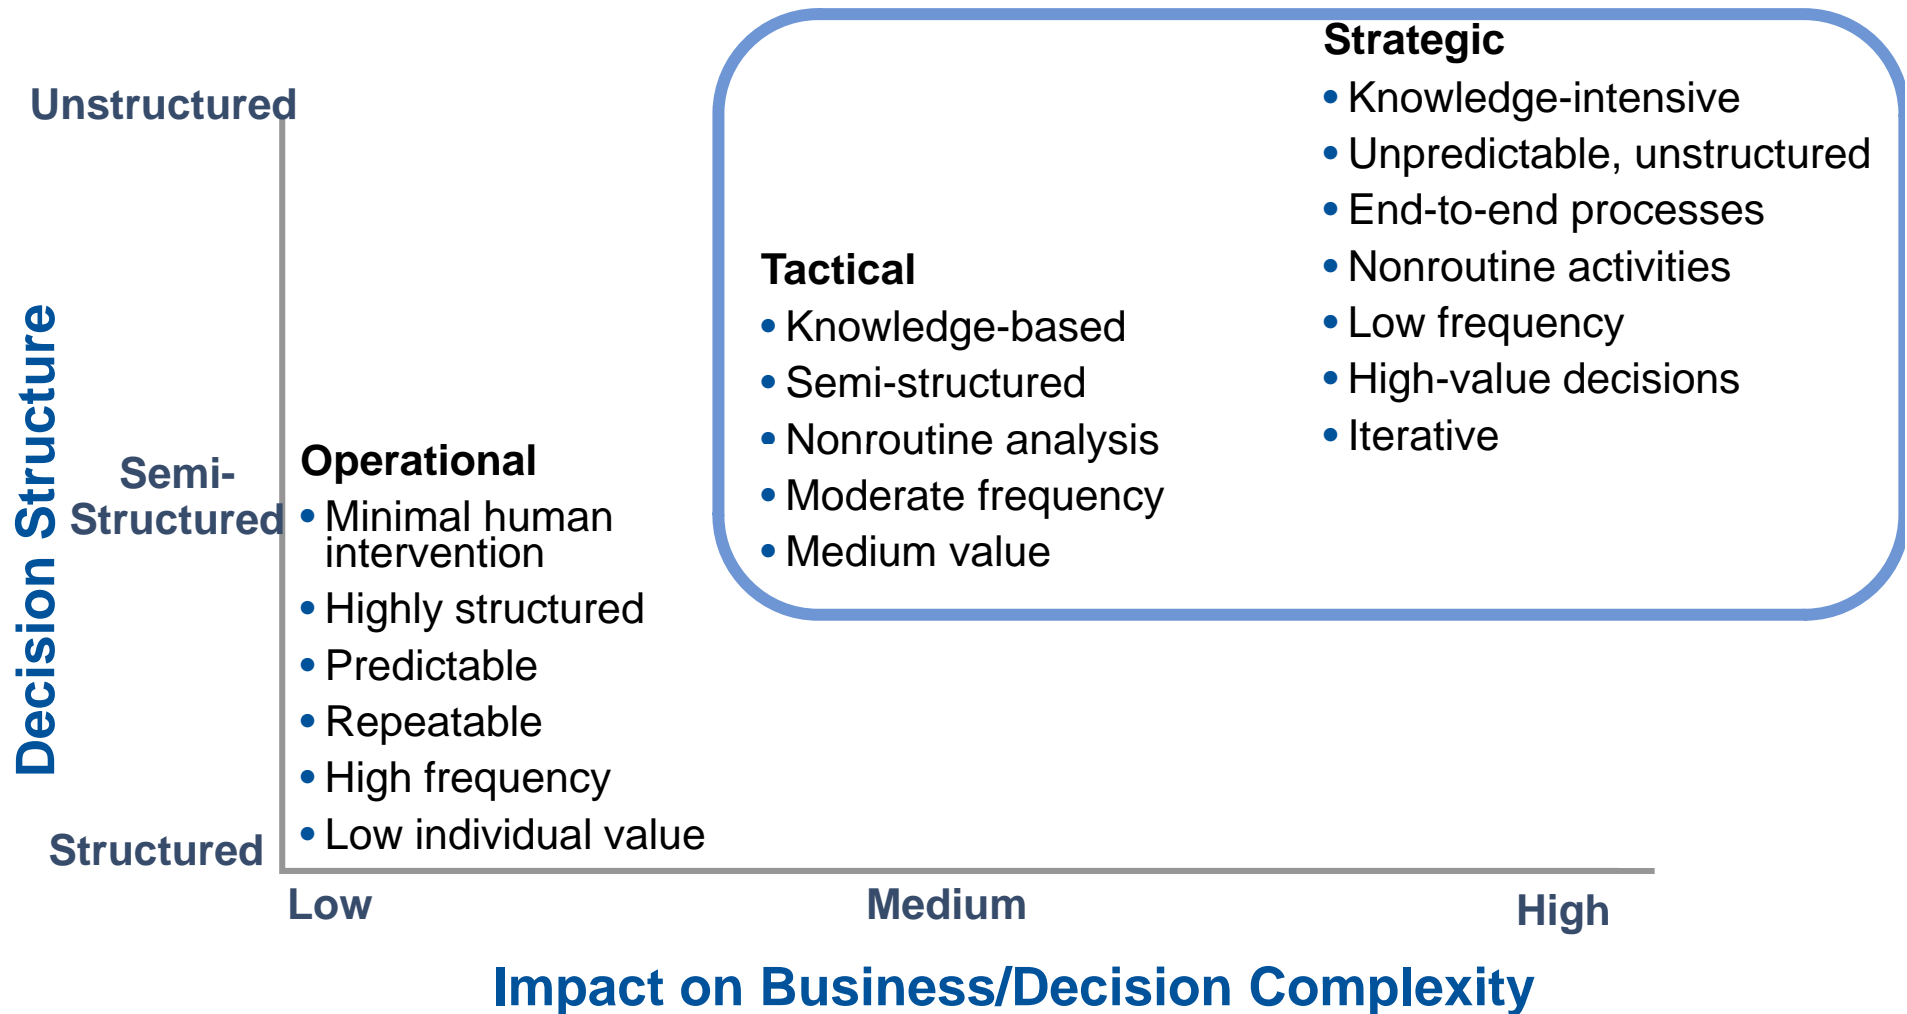 Decision Structure
Unstructured
Semi-
Structured
Structured
Operational
• Minimal human
intervention
• Highly structured
• Predictable
• Repeatable
• High frequency
• Low individual value
Tactical
• Knowledge-based
• Semi-structured
• Nonroutine analysis
• Moderate frequency
• Medium value
Strategic
• Knowledge-intensive
• Unpredictable, unstructured
• End-to-end processes
• Nonroutine activities
• Low frequency
• High-value decisions
• Iterative
Low
Medium
High
Impact on Business/Decision Complexity